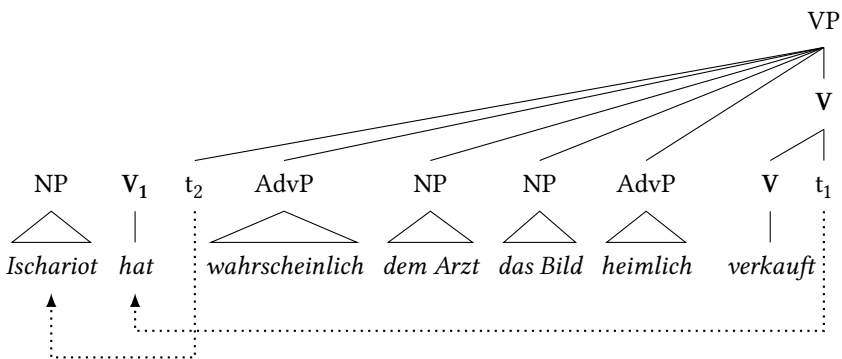 VP
V
NP V₁ t₂ AdvP NP NP AdvP V t₁
Ischariot hat wahrscheinlich dem Arzt das Bild heimlich verkauft